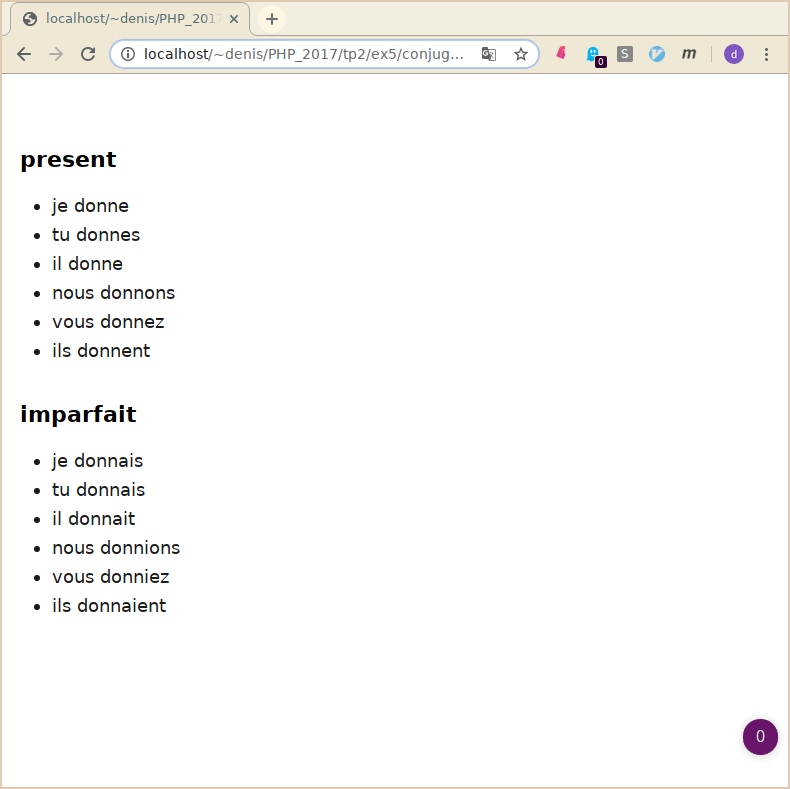 localhost/~denis/PHP_2017
localhost/~denis/PHP_2017/tp2/ex5/conjug...
0
S
m
d
present
je donne
tu donnes
il donne
nous donnons
vous donnez
ils donnent
imparfait
je donnais
tu donnais
il donnait
nous donnions
vous donniez
ils donnaient
0